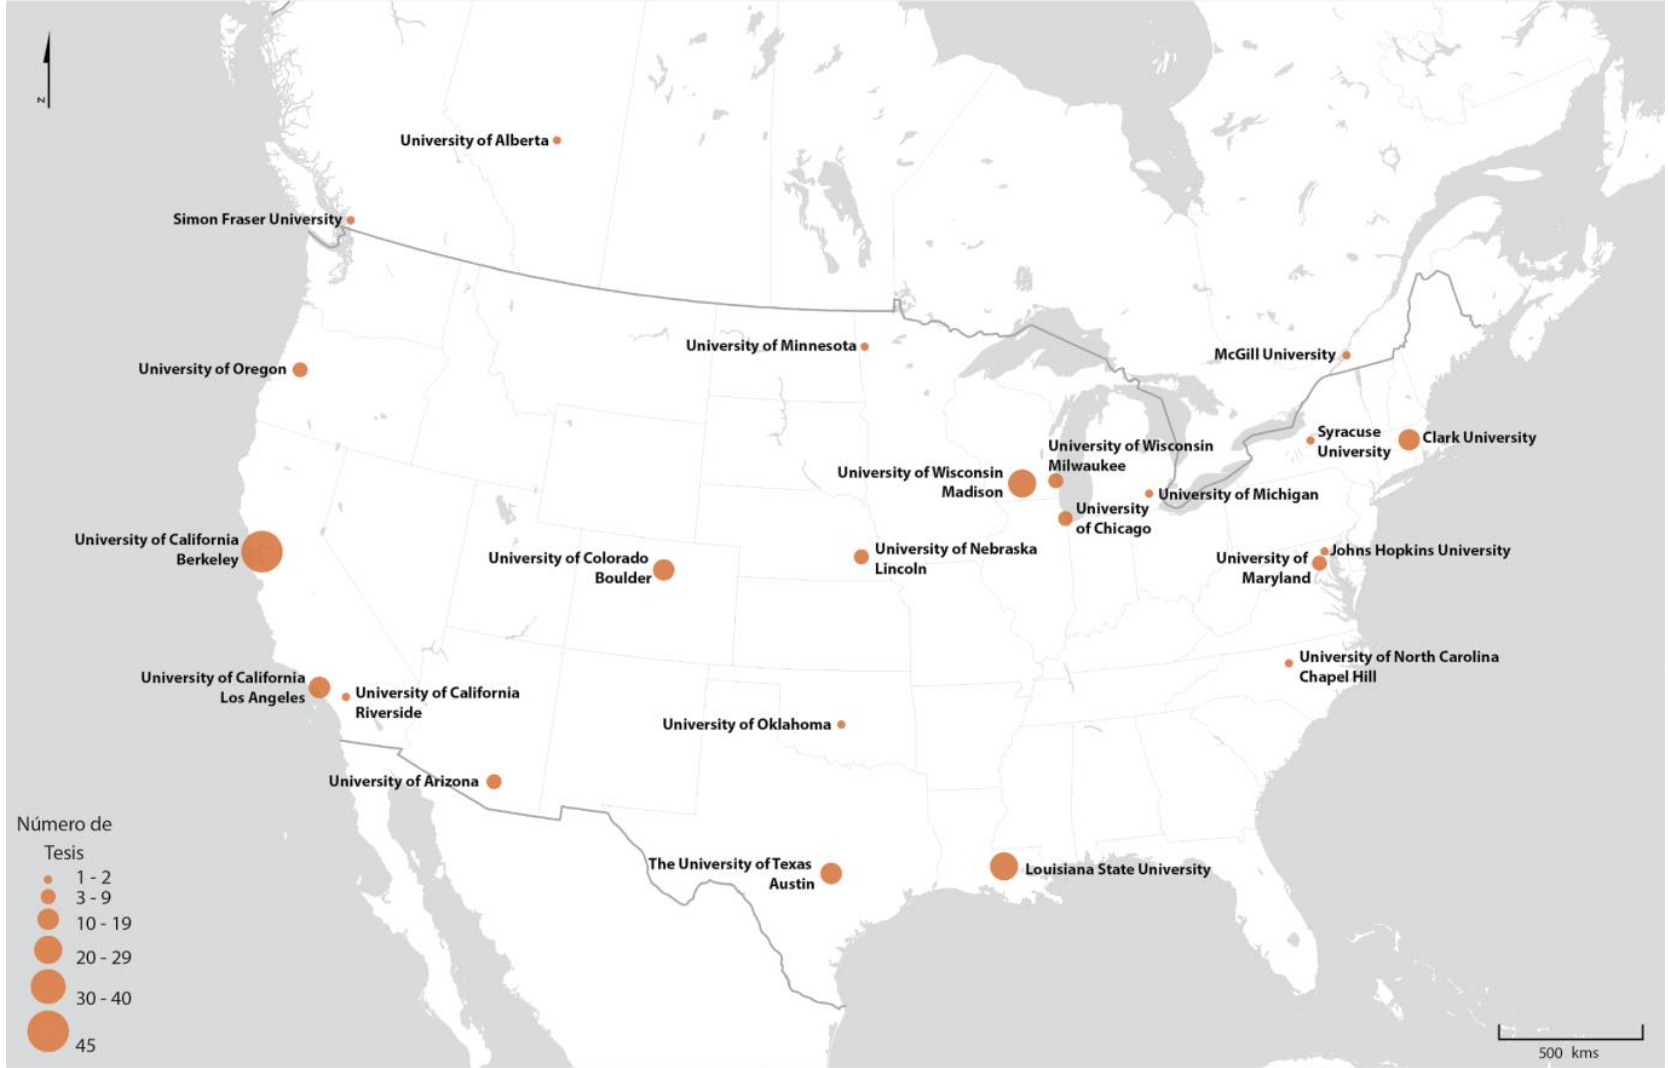 N
University of Alberta
Simon Fraser University
University of Minnesota
McGill University
University of Oregon
Syracuse
University
Clark University
University of Wisconsin
Milwaukee
University of Wisconsin
Madison
University of Michigan
University
of Chicago
University of California
Berkeley
University of Colorado
Boulder
University of Nebraska
Lincoln
Johns Hopkins University
University of
Maryland
University of North Carolina
Chapel Hill
University of California
Los Angeles
University of California
Riverside
University of Oklahoma
University of Arizona
The University of Texas
Austin
Louisiana State University
Número de
Tesis
1 - 2
3 - 9
10 - 19
20 - 29
30 - 40
45
500 kms